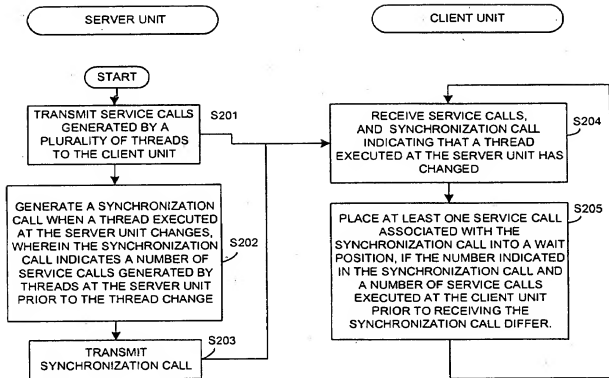 SERVER UNIT
CLIENT UNIT
START
TRANSMIT SERVICE CALLS
GENERATED BY A
PLURALITY OF THREADS
TO THE CLIENT UNIT
S201
GENERATE A SYNCHRONIZATION
CALL WHEN A THREAD EXECUTED
AT THE SERVER UNIT CHANGES,
WHEREIN THE SYNCHRONIZATION
CALL INDICATES A NUMBER OF
SERVICE CALLS GENERATED BY
THREADS AT THE SERVER UNIT
PRIOR TO THE THREAD CHANGE
S202
TRANSMIT
SYNCHRONIZATION CALL
S203
RECEIVE SERVICE CALLS,
AND SYNCHRONIZATION CALL
INDICATING THAT A THREAD
EXECUTED AT THE SERVER UNIT HAS
CHANGED
S204
PLACE AT LEAST ONE SERVICE CALL
ASSOCIATED WITH THE
SYNCHRONIZATION CALL INTO A WAIT
POSITION, IF THE NUMBER INDICATED
IN THE SYNCHRONIZATION CALL AND
A NUMBER OF SERVICE CALLS
EXECUTED AT THE CLIENT UNIT
PRIOR TO RECEIVING THE
SYNCHRONIZATION CALL DIFFER.
S205